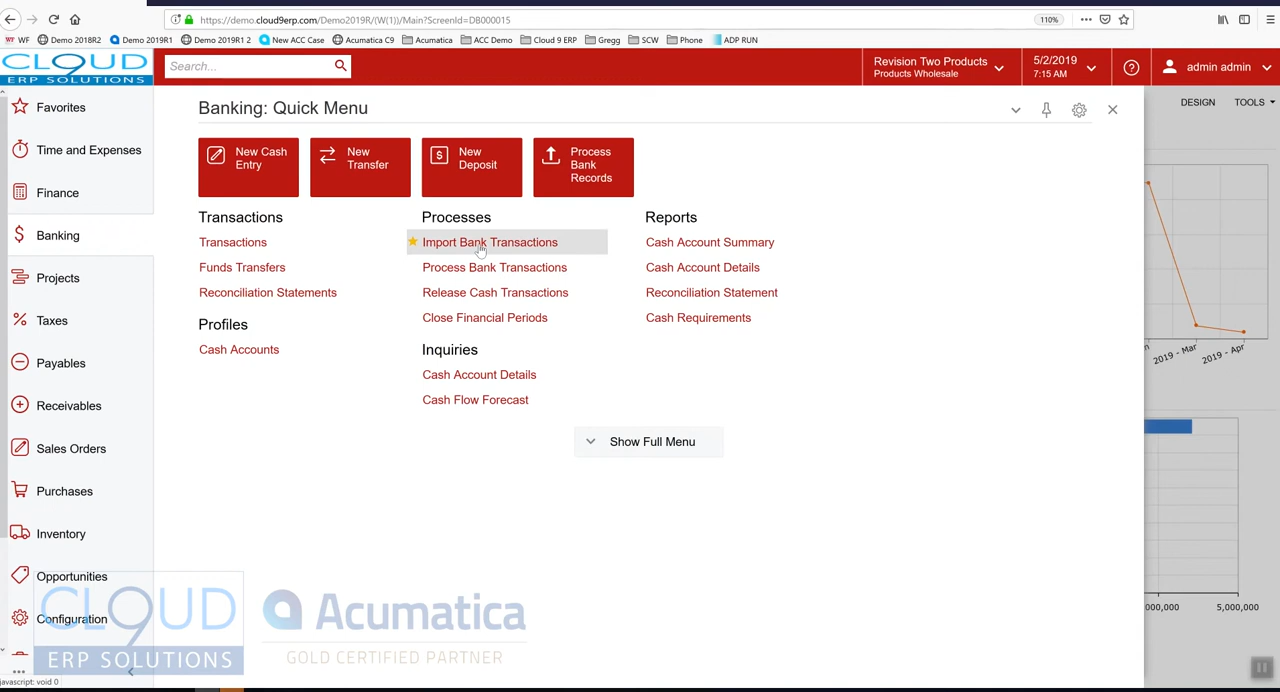 https://demo.cloud9erp.com/Demo2019R/(W(1))/Main?ScreenId=DB000015
110%
WF
Demo 2018R2
Demo 2019R1
Demo 2019R1 2
New ACC Case
Acumatica C9
Acumatica
ACC Demo
Cloud 9 ERP
Gregg
SCW
Phone
ADP RUN
CLOUD
ERP SOLUTIONS
Search...
Revision Two Products
Products Wholesale
5/2/2019
7:15 AM
admin admin
DESIGN
TOOLS
Favorites
Time and Expenses
Finance
Banking
Projects
Taxes
Payables
Receivables
Sales Orders
Purchases
Inventory
Opportunities
Configuration
Banking: Quick Menu
New Cash
Entry
New
Transfer
New
Deposit
Process
Bank
Records
Transactions
Transactions
Funds Transfers
Reconciliation Statements
Profiles
Cash Accounts
Processes
Import Bank Transactions
Process Bank Transactions
Release Cash Transactions
Close Financial Periods
Inquiries
Cash Account Details
Cash Flow Forecast
Reports
Cash Account Summary
Cash Account Details
Reconciliation Statement
Cash Requirements
Show Full Menu
2019 - Mar
2019 - Apr
000,000
5,000,000
CLOUD
ERP SOLUTIONS
Acumatica
GOLD CERTIFIED PARTNER
javascript: void 0